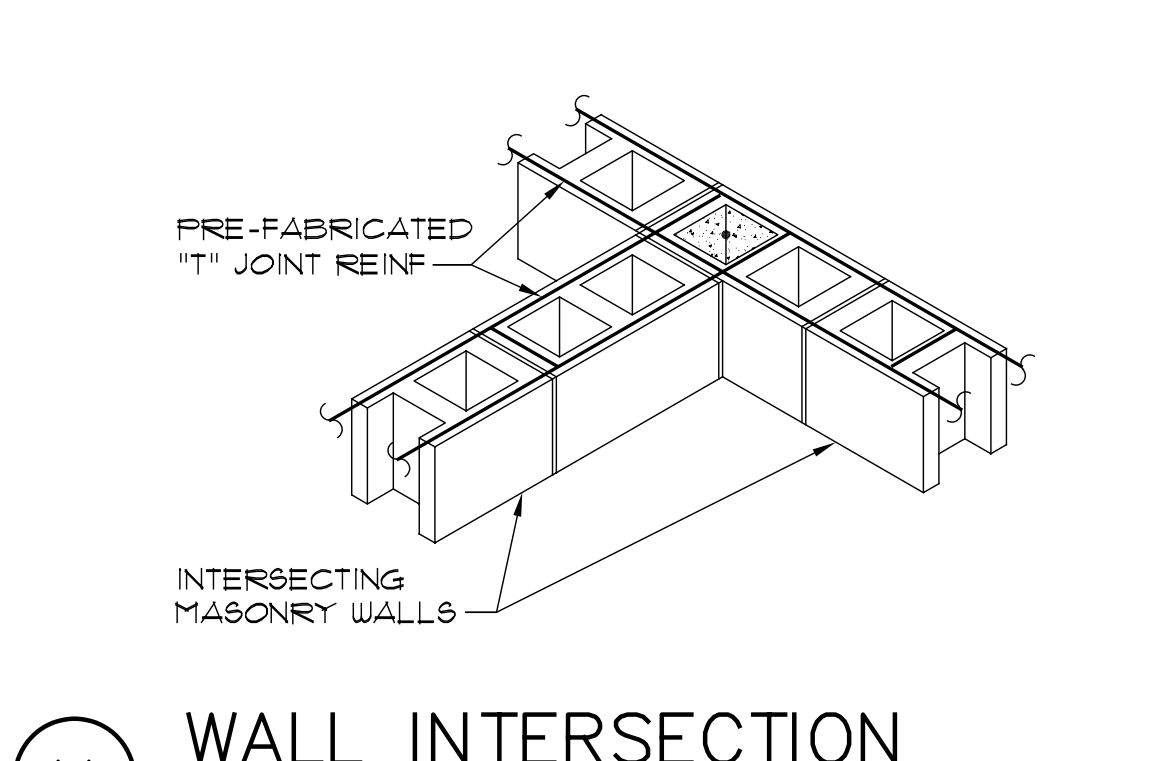 PRE-FABRICATED
"T" JOINT REINF
INTERSECTING
MASONRY WALLS
WALL INTERSECTION